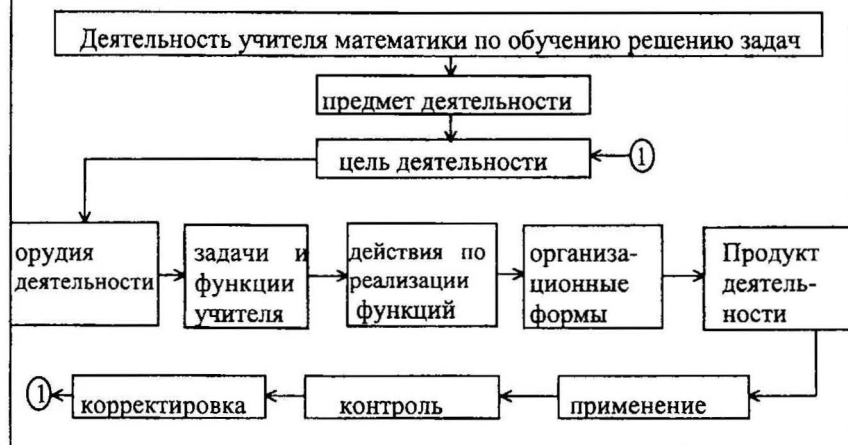 Деятельность учителя математики по обучению решению задач
предмет деятельности
цель деятельности
1
орудия
деятельности
задачи и
функции
учителя
действия по
реализации
функций
организа-
ционные
формы
Продукт
деятель-
ности
1
корректировка
контроль
применение